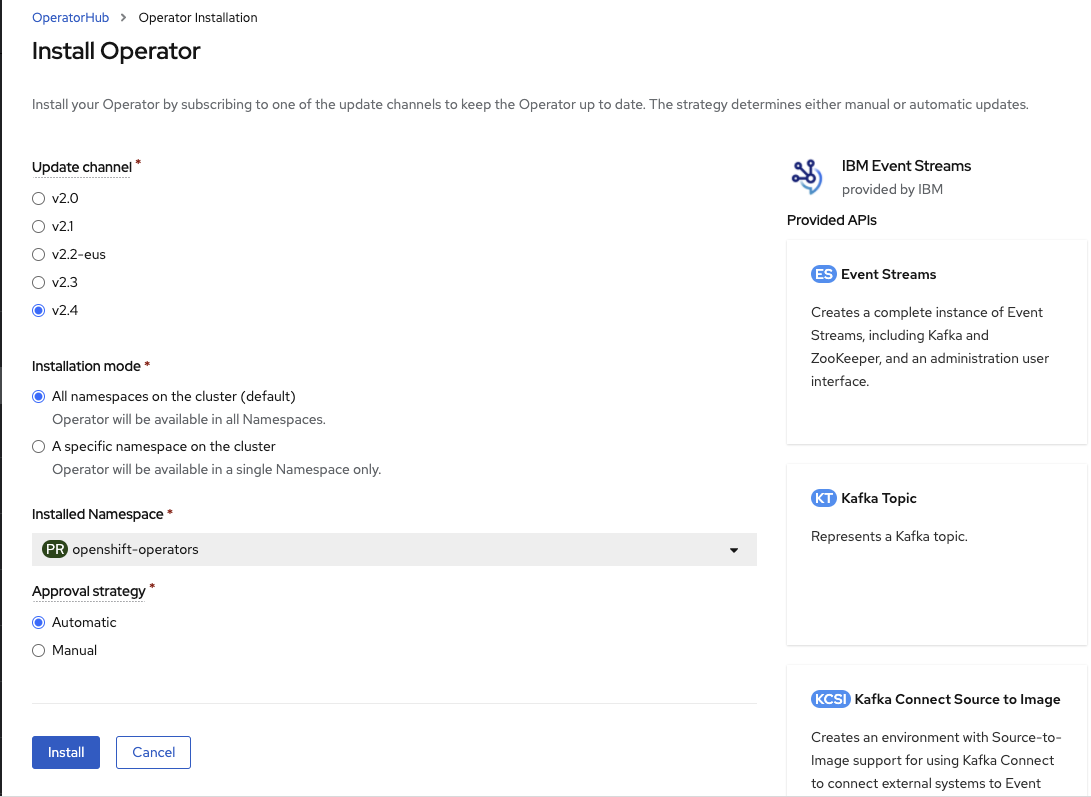 OperatorHub > Operator Installation
Install Operator
Install your Operator by subscribing to one of the update channels to keep the Operator up to date. The strategy determines either manual or automatic updates.
Update channel *
v2.0
v2.1
v2.2-eus
v2.3
v2.4
Installation mode *
All namespaces on the cluster (default)
Operator will be available in all Namespaces.
A specific namespace on the cluster
Operator will be available in a single Namespace only.
Installed Namespace *
PR openshift-operators
Approval strategy *
Automatic
Manual
Install Cancel
IBM Event Streams
provided by IBM
Provided APIs
ES Event Streams
Creates a complete instance of Event
Streams, including Kafka and
ZooKeeper, and an administration user
interface.
KT Kafka Topic
Represents a Kafka topic.
KCSI Kafka Connect Source to Image
Creates an environment with Source-to-
Image support for using Kafka Connect
to connect external systems to Event